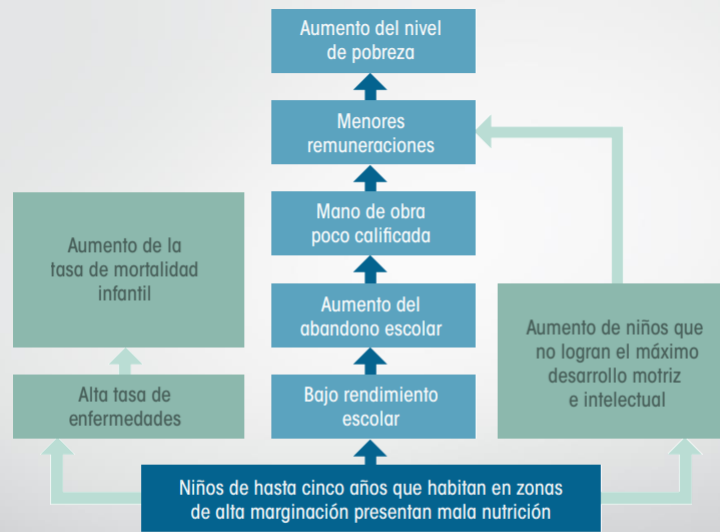 Aumento del nivel
de pobreza
Menores
remuneraciones
Mano de obra
poco calificada
Aumento de la
tasa de mortalidad
infantil
Aumento del
abandono escolar
Aumento de niños que
no logran el máximo
desarrollo motriz
e intelectual
Alta tasa de
enfermedades
Bajo rendimiento
escolar
Niños de hasta cinco años que habitan en zonas
de alta marginación presentan mala nutrición